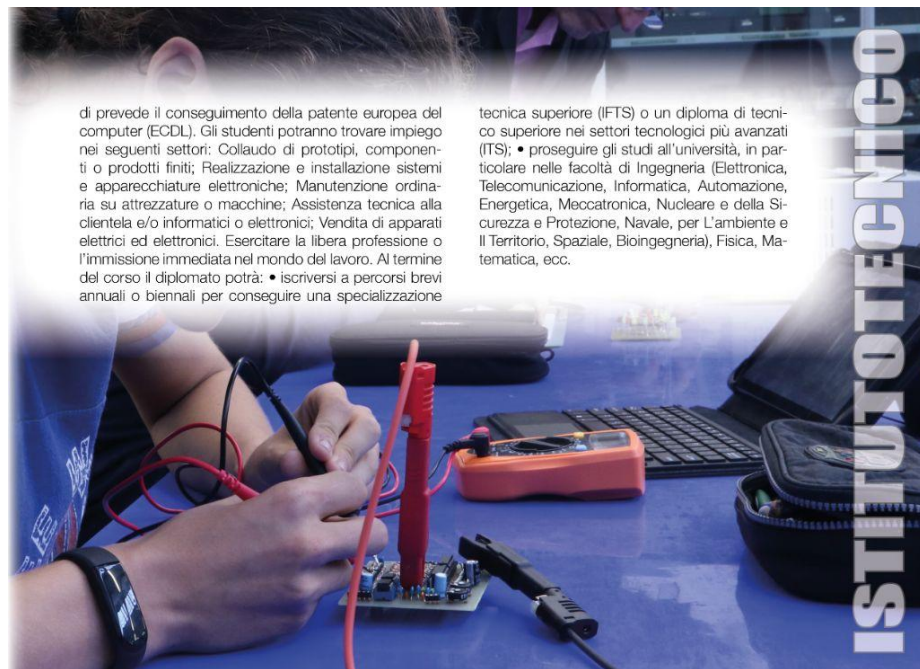 di prevede il conseguimento della patente europea del
computer (ECDL). Gli studenti potranno trovare impiego
nei seguenti settori: Collaudo di prototipi, componen-
ti o prodotti finiti; Realizzazione e installazione sistemi
e apparecchiature elettroniche; Manutenzione ordina-
ria su attrezzature o macchine; Assistenza tecnica alla
clientela e/o informatici o elettronici; Vendita di apparati
elettrici ed elettronici. Esercitare la libera professione o
l'immissione immediata nel mondo del lavoro. Al termine
del corso il diplomato potrà: • iscriversi a percorsi brevi
annuali o biennali per conseguire una specializzazione
tecnica superiore (IFTS) o un diploma di tecni-
co superiore nei settori tecnologici più avanzati
(ITS); • proseguire gli studi all'università, in par-
ticolare nelle facoltà di Ingegneria (Elettronica,
Telecomunicazione, Informatica, Automazione,
Energetica, Meccatronica, Nucleare e della Si-
curezza e Protezione, Navale, per L'ambiente e
Il Territorio, Spaziale, Bioingegneria), Fisica, Ma-
tematica, ecc.
ISTITUTOTECNICO